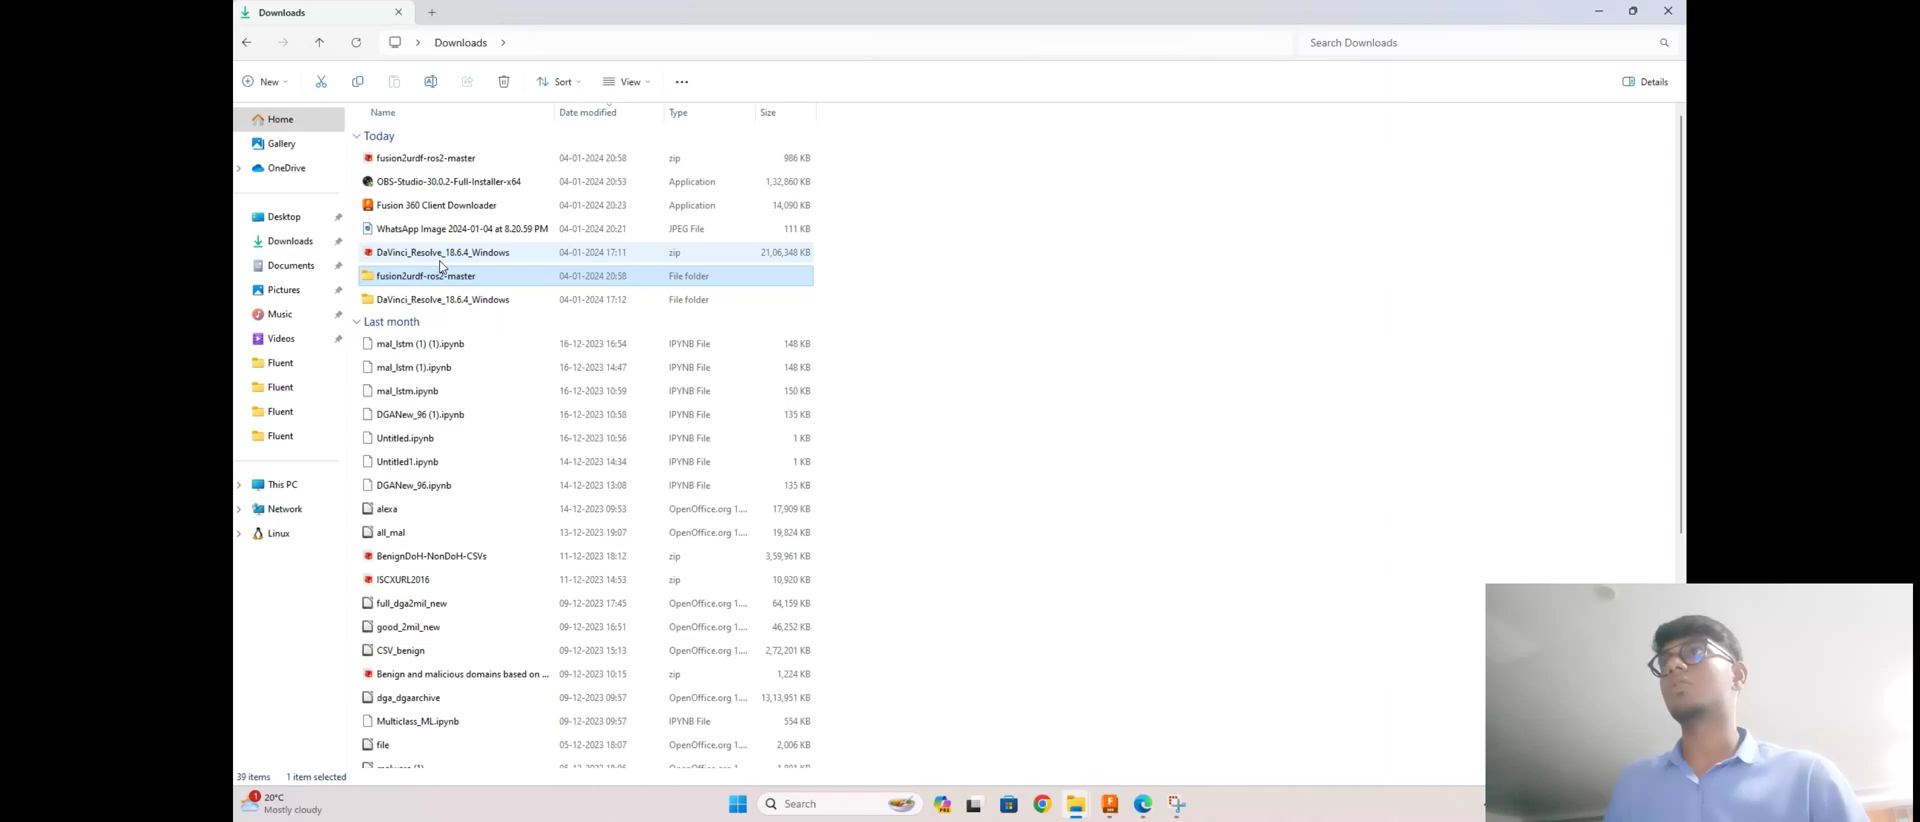 Downloads
Downloads
Search Downloads
New
Sort
View
Details
Name Date modified Type Size
Home
Gallery
OneDrive
Desktop
Downloads
Documents
Pictures
Music
Videos
Fluent
Fluent
Fluent
Fluent
This PC
Network
Linux
Today
fusion2urdf-ros2-master 04-01-2024 20:58 zip 986 KB
OBS-Studio-30.0.2-Full-Installer-x64 04-01-2024 20:53 Application 1,32,860 KB
Fusion 360 Client Downloader 04-01-2024 20:23 Application 14,090 KB
WhatsApp Image 2024-01-04 at 8.20.59 PM 04-01-2024 20:21 JPEG File 111 KB
DaVinci_Resolve_18.6.4_Windows 04-01-2024 17:11 zip 21,06,348 KB
fusion2urdf-ros2-master 04-01-2024 20:58 File folder
DaVinci_Resolve_18.6.4_Windows 04-01-2024 17:12 File folder
Last month
mal_lstm (1) (1).ipynb 16-12-2023 16:54 IPYNB File 148 KB
mal_lstm (1).ipynb 16-12-2023 14:47 IPYNB File 148 KB
mal_lstm.ipynb 16-12-2023 10:59 IPYNB File 150 KB
DGANew_96 (1).ipynb 16-12-2023 10:58 IPYNB File 135 KB
Untitled.ipynb 16-12-2023 10:56 IPYNB File 1 KB
Untitled1.ipynb 14-12-2023 14:34 IPYNB File 1 KB
DGANew_96.ipynb 14-12-2023 13:08 IPYNB File 135 KB
alexa 14-12-2023 09:53 OpenOffice.org 1.... 17,909 KB
all_mal 13-12-2023 19:07 OpenOffice.org 1.... 19,824 KB
BenignDoH-NonDoH-CSVs 11-12-2023 18:12 zip 3,59,961 KB
ISCXURL2016 11-12-2023 14:53 zip 10,920 KB
full_dga2mil_new 09-12-2023 17:45 OpenOffice.org 1.... 64,159 KB
good_2mil_new 09-12-2023 16:51 OpenOffice.org 1.... 46,252 KB
CSV_benign 09-12-2023 15:13 OpenOffice.org 1.... 2,72,201 KB
Benign and malicious domains based on ... 09-12-2023 10:15 zip 1,224 KB
dga_dgaarchive 09-12-2023 09:57 OpenOffice.org 1.... 13,13,951 KB
Multiclass_ML.ipynb 09-12-2023 09:57 IPYNB File 554 KB
file 05-12-2023 18:07 OpenOffice.org 1.... 2,006 KB
39 items 1 item selected
1
20°C
Mostly cloudy
Search